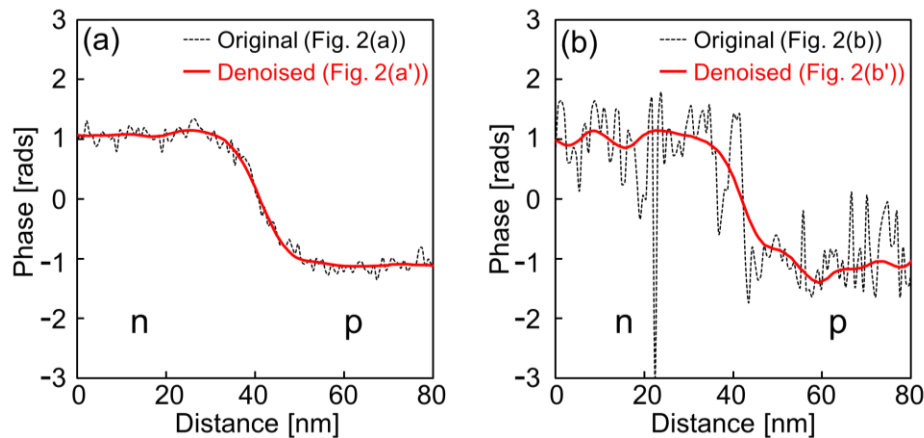 (a)
Original (Fig. 2(a))
Denoised (Fig. 2(a'))
Phase [rads]
3
2
1
0
-1
-2
-3
n
p
0
20
40
60
80
Distance [nm]
(b)
Original (Fig. 2(b))
Denoised (Fig. 2(b'))
Phase [rads]
3
2
1
0
-1
-2
-3
n
p
0
20
40
60
80
Distance [nm]